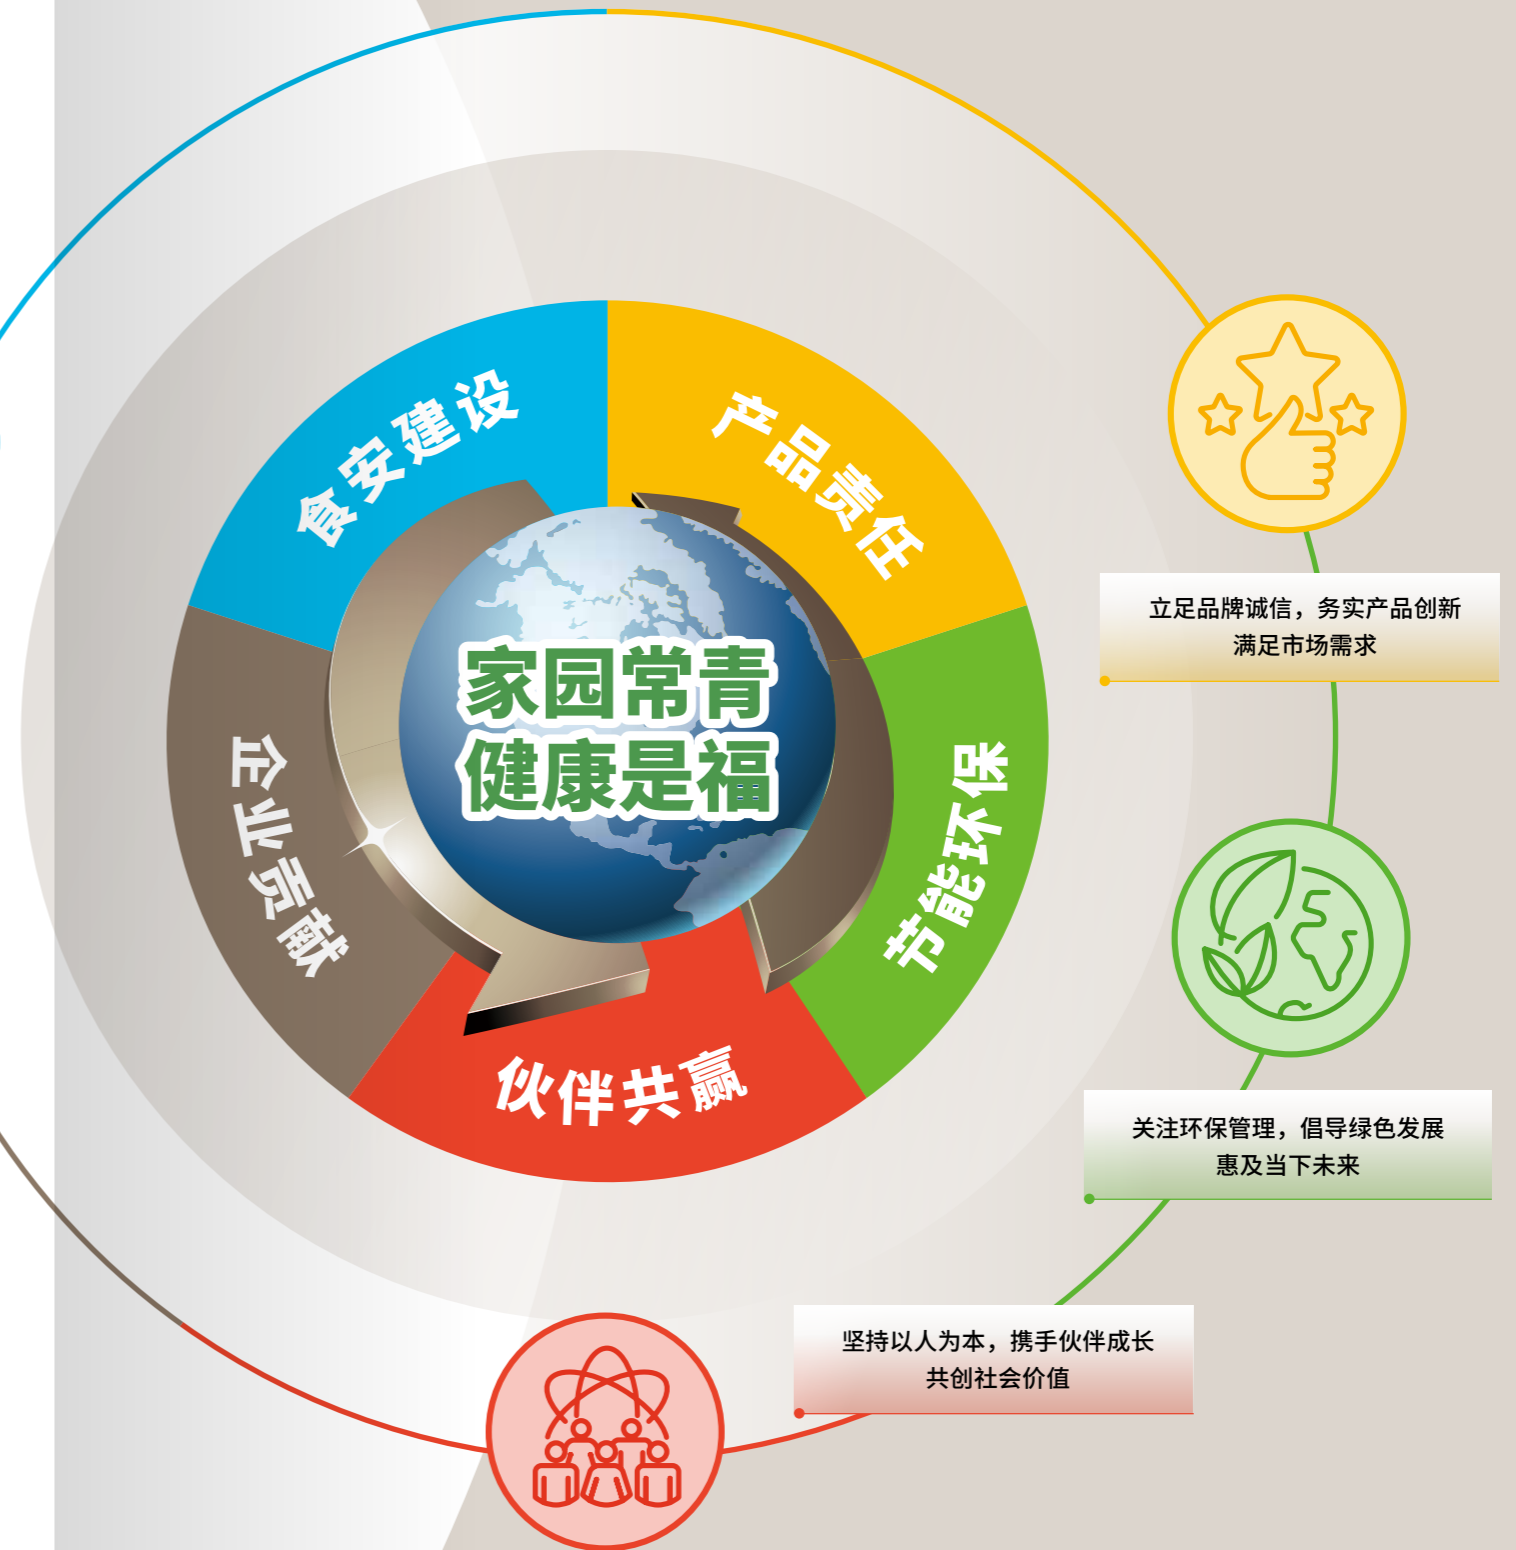 食安建设
产品责任
家园常青
健康是福
企业贡献
节能环保
伙伴共赢
立足品牌诚信，务实产品创新
满足市场需求
关注环保管理，倡导绿色发展
惠及当下未来
坚持以人为本，携手伙伴成长
共创社会价值